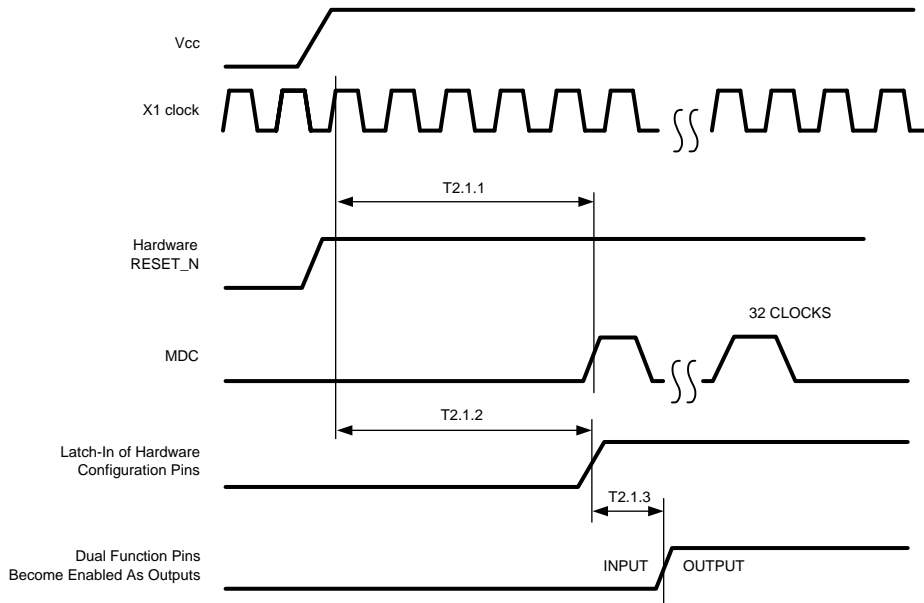 Vcc
X1 clock
T2.1.1
Hardware
RESET_N
32 CLOCKS
MDC
T2.1.2
Latch-In of Hardware
Configuration Pins
T2.1.3
Dual Function Pins
Become Enabled As Outputs
INPUT
OUTPUT